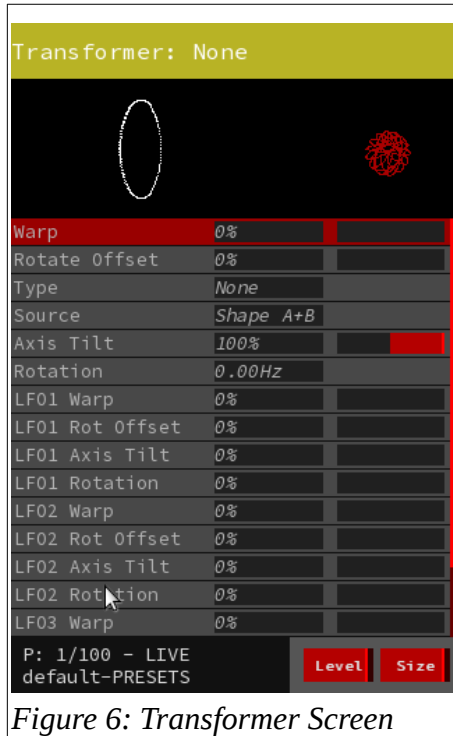 Transformer: None
Warp 0%
Rotate Offset 0%
Type None
Source Shape A+B
Axis Tilt 100%
Rotation 0.00Hz
LFO1 Warp 0%
LFO1 Rot Offset 0%
LFO1 Axis Tilt 0%
LFO1 Rotation 0%
LFO2 Warp 0%
LFO2 Rot Offset 0%
LFO2 Axis Tilt 0%
LFO2 Rotation 0%
LFO3 Warp 0%
P: 1/100 - LIVE
default-PRESETS
Level Size
Figure 6: Transformer Screen